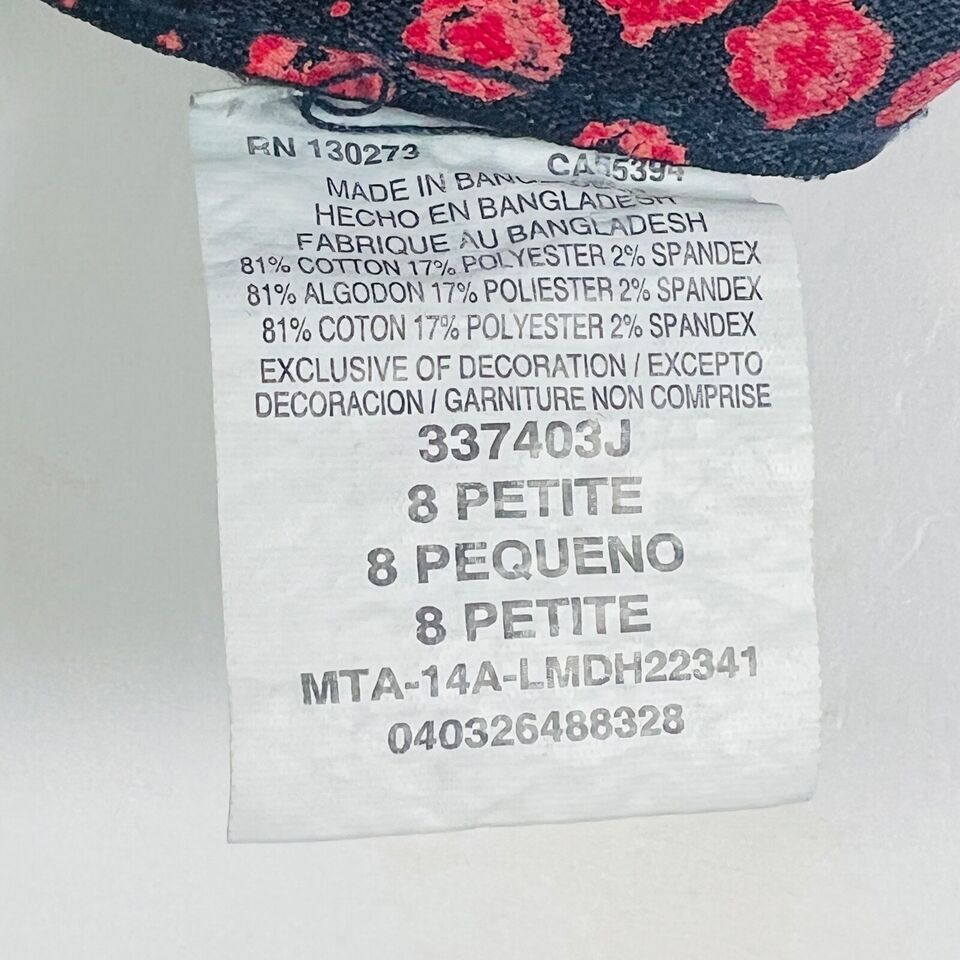 RN 130273 CA55394
MADE IN
HECHO EN BANGLADESH
FABRIQUE AU BANGLADESH
81% COTTON 17% POLYESTER 2% SPANDEX
81% ALGODON 17% POLIESTER 2% SPANDEX
81% COTON 17% POLYESTER 2% SPANDEX
EXCLUSIVE OF DECORATION / EXCEPTO
DECORACION / GARNITURE NON COMPRISE
337403J
8 PETITE
8 PEQUENO
8 PETITE
MTA-14A-LMDH22341
040326488328